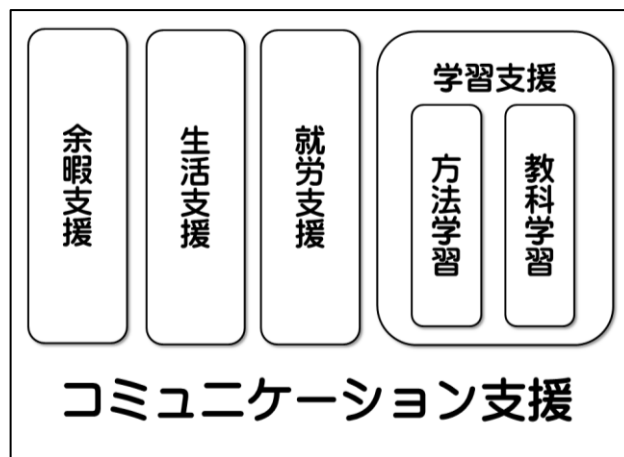 余暇支援
生活支援
就労支援
学習支援
方法学習
教科学習
コミュニケーション支援